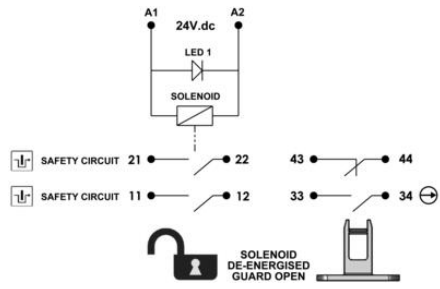 A1 A2
24V.dc
LED 1
SOLENOID
SAFETY CIRCUIT 21 22 43 44
SAFETY CIRCUIT 11 12 33 34
SOLENOID
DE-ENERGISED
GUARD OPEN